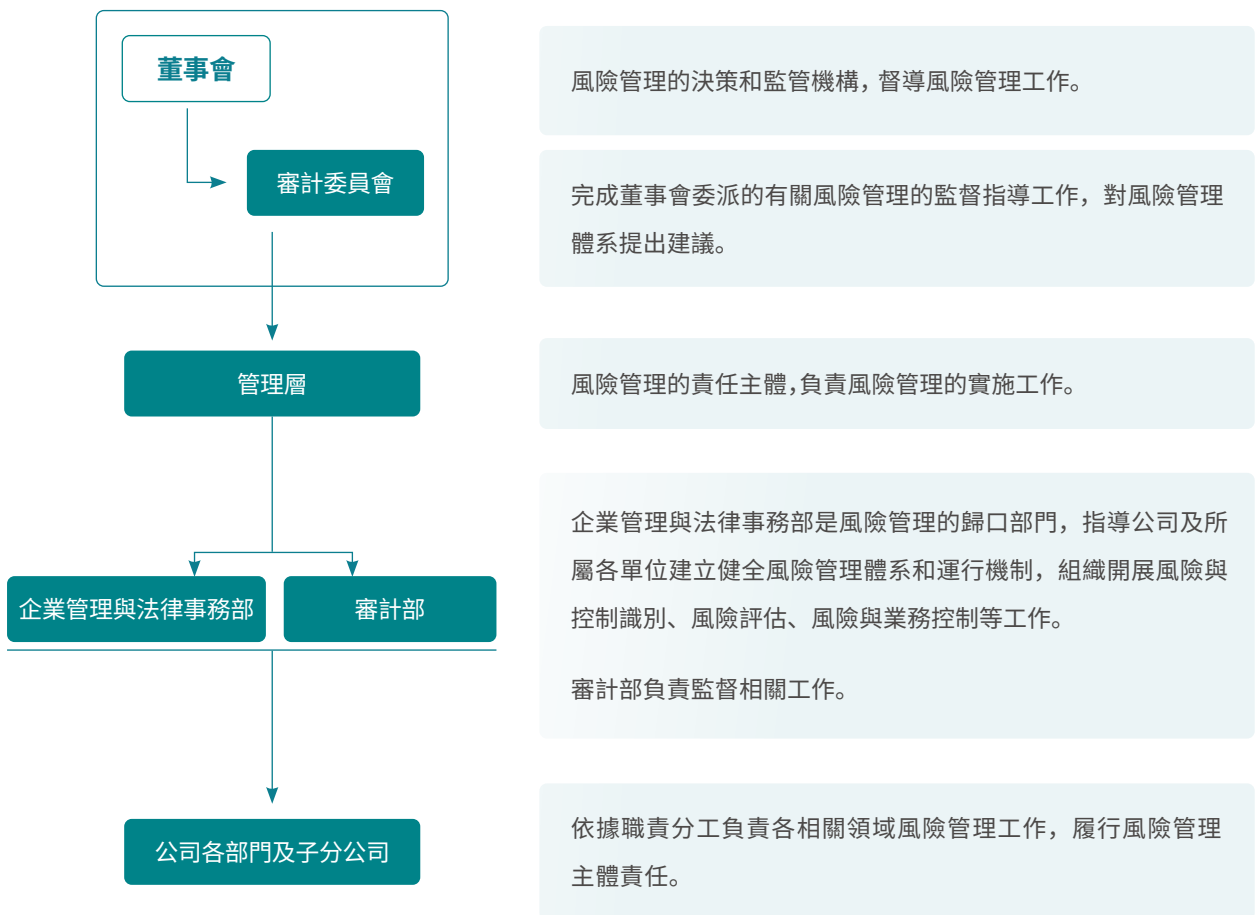 董事會
風險管理的決策和監管機構，督導風險管理工作。
審計委員會
完成董事會委派的有關風險管理的監督指導工作，對風險管理
體系提出建議。
管理層
風險管理的責任主體，負責風險管理的實施工作。
企業管理與法律事務部
審計部
企業管理與法律事務部是風險管理的歸口部門，指導公司及所
屬各單位建立健全風險管理體系和運行機制，組織開展風險與
控制識別、風險評估、風險與業務控制等工作。
審計部負責監督相關工作。
公司各部門及子分公司
依據職責分工負責各相關領域風險管理工作，履行風險管理
主體責任。